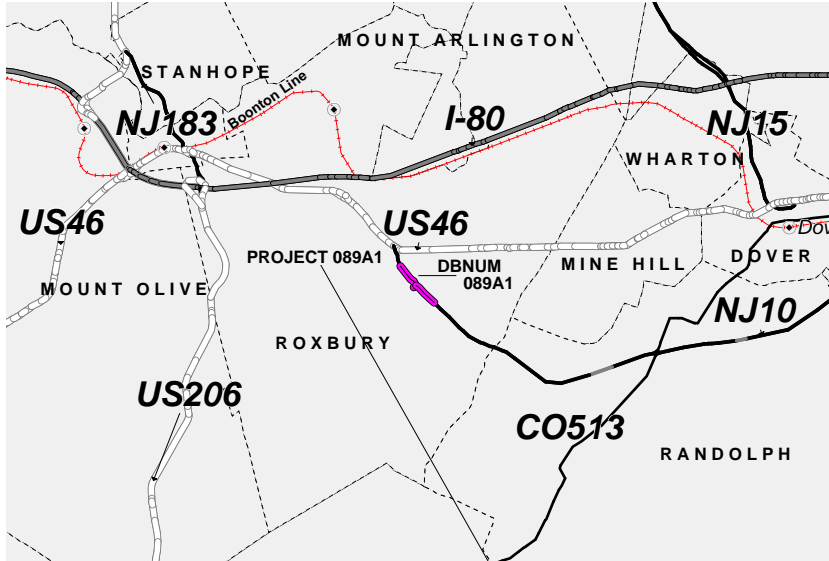 MOUNT ARLINGTON
STANHOPE
Boonton Line
NJ183
I-80
NJ15
WHARTON
US46
US46
PROJECT 089A1
DBNUM
089A1
MINE HILL
DOVER
Dov
MOUNT OLIVE
NJ10
ROXBURY
US206
CO513
RANDOLPH